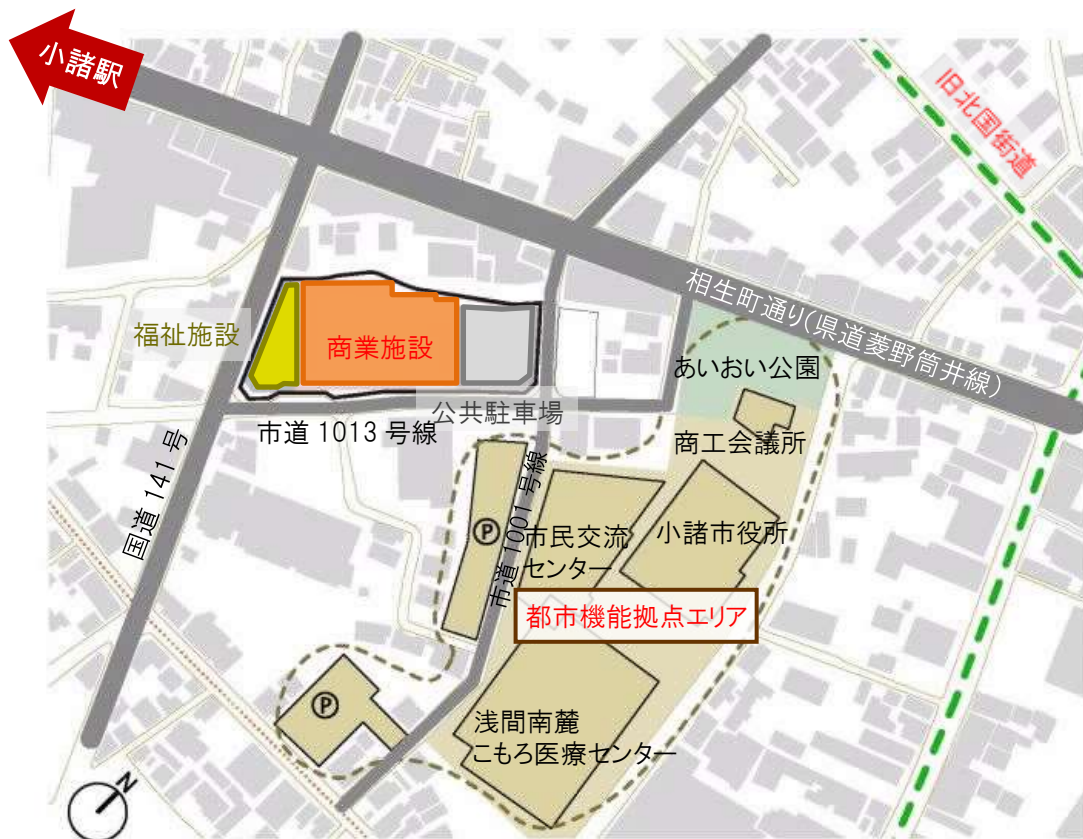 小諸駅
旧北国街道
相生町通り(県道菱野筒井線)
福祉施設
商業施設
あいおい公園
公共駐車場
市道 1013 号線
商工会議所
国道 141 号
市道 1001 号線
P
市民交流
センター
小諸市役所
都市機能拠点エリア
P
浅間南麓
こもろ医療センター
N